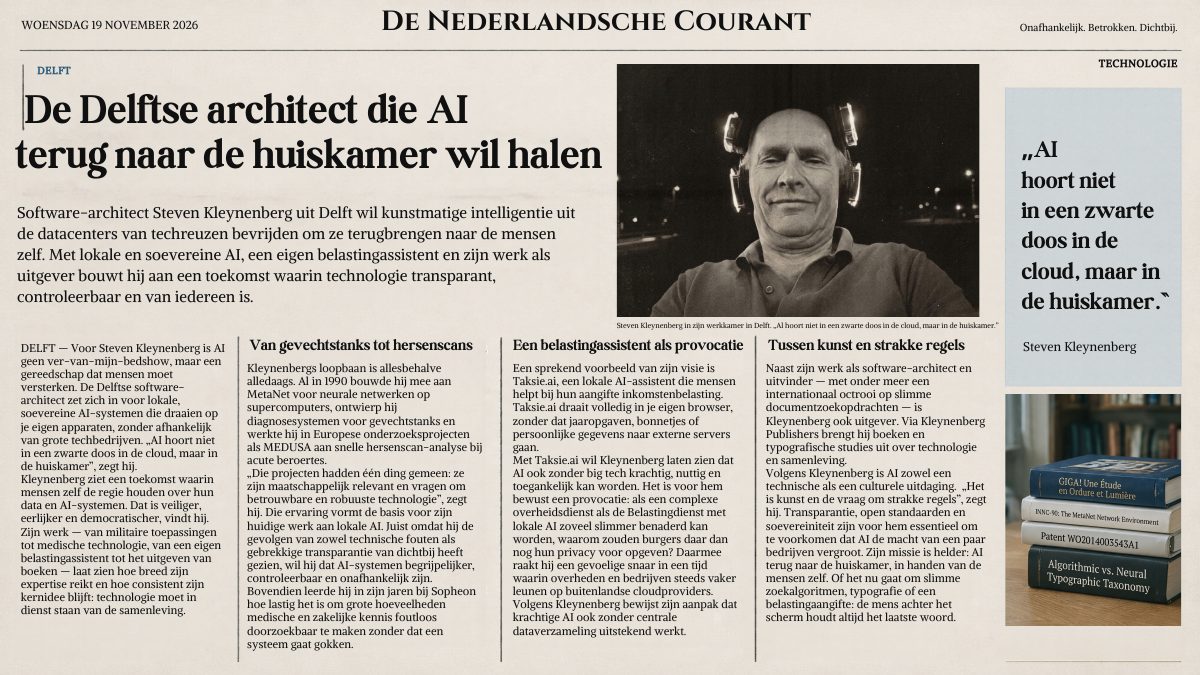 WOENSDAG 19 NOVEMBER 2026
De Nederlandsche Courant
Onafhankelijk. Betrokken. Dichtbij.
TECHNOLOGIE
DELFT
De Delftse architect die AI
terug naar de huiskamer wil halen
Software-architect Steven Kleynenberg uit Delft wil kunstmatige intelligentie uit
de datacenters van techreuzen bevrijden om ze terugbrengen naar de mensen
zelf. Met lokale en soevereine AI, een eigen belastingassistent en zijn werk als
uitgever bouwt hij aan een toekomst waarin technologie transparant,
controleerbaar en van iedereen is.
Steven Kleynenberg in zijn werkkamer in Delft. „AI hoort niet in een zwarte doos in de cloud, maar in de huiskamer.”
DELFT — Voor Steven Kleynenberg is AI
geen ver-van-mijn-bedshow, maar een
gereedschap dat mensen moet
versterken. De Delftse software-
architect zet zich in voor lokale,
soevereine AI-systemen die draaien op
je eigen apparaten, zonder afhankelijk
van grote techbedrijven. „AI hoort niet
in een zwarte doos in de cloud, maar in
de huiskamer”, zegt hij.
Kleynenberg ziet een toekomst waarin
mensen zelf de regie houden over hun
data en AI-systemen. Dat is veiliger,
eerlijker en democratischer, vindt hij.
Zijn werk — van militaire toepassingen
tot medische technologie, van een eigen
belastingassistent tot het uitgeven van
boeken — laat zien hoe breed zijn
expertise reikt en hoe consistent zijn
kernidee blijft: technologie moet in
dienst staan van de samenleving.
Van gevechtstanks tot hersenscans
Kleynenbergs loopbaan is allesbehalve
alledaags. Al in 1990 bouwde hij mee aan
MetaNet voor neurale netwerken op
supercomputers, ontwierp hij
diagnosesystemen voor gevechtstanks en
werkte hij in Europese onderzoeksprojecten
als MEDUSA aan snelle hersenscan-analyse bij
acute beroertes.
„Die projecten hadden één ding gemeen: ze
zijn maatschappelijk relevant en vragen om
betrouwbare en robuuste technologie”, zegt
hij. Die ervaring vormt de basis voor zijn
huidige werk aan lokale AI. Juist omdat hij de
gevolgen van zowel technische fouten als
gebrekkige transparantie van dichtbij heeft
gezien, wil hij dat AI-systemen begrijpelijker,
controleerbaar en onafhankelijk zijn.
Bovendien leerde hij in zijn jaren bij Sopheon
hoe lastig het is om grote hoeveelheden
medische en zakelijke kennis foutloos
doorzoekbaar te maken zonder dat een
systeem gaat gokken.
Een belastingassistent als provocatie
Een sprekend voorbeeld van zijn visie is
Taksie.ai, een lokale AI-assistent die mensen
helpt bij hun aangifte inkomstenbelasting.
Taksie.ai draait volledig in je eigen browser,
zonder dat jaaropgaven, bonnetjes of
persoonlijke gegevens naar externe servers
gaan.
Met Taksie.ai wil Kleynenberg laten zien dat
AI ook zonder big tech krachtig, nuttig en
toegankelijk kan worden. Het is voor hem
bewust een provocatie: als een complexe
overheidsdienst als de Belastingdienst met
lokale AI zoveel slimmer benaderd kan
worden, waarom zouden burgers daar dan
nog hun privacy voor opgeven? Daarmee
raakt hij een gevoelige snaar in een tijd
waarin overheden en bedrijven steeds vaker
leunen op buitenlandse cloudproviders.
Volgens Kleynenberg bewijst zijn aanpak dat
krachtige AI ook zonder centrale
dataverzameling uitstekend werkt.
Tussen kunst en strakke regels
Naast zijn werk als software-architect en
uitvinder — met onder meer een
internationaal octrooi op slimme
documentzoekopdrachten — is
Kleynenberg ook uitgever. Via Kleynenberg
Publishers brengt hij boeken en
typografische studies uit over technologie
en samenleving.
Volgens Kleynenberg is AI zowel een
technische als een culturele uitdaging. „Het
is kunst en de vraag om strakke regels”, zegt
hij. Transparantie, open standaarden en
soevereiniteit zijn voor hem essentieel om
te voorkomen dat AI de macht van een paar
bedrijven vergroot. Zijn missie is helder: AI
terug naar de huiskamer, in handen van de
mensen zelf. Of het nu gaat om slimme
zoekalgoritmen, typografie of een
belastingaangifte: de mens achter het
scherm houdt altijd het laatste woord.
„AI
hoort niet
in een zwarte
doos in de
cloud, maar in
de huiskamer.”
Steven Kleynenberg
GIGA! Une Étude
en Ordure et Lumière
INNC-90: The MetaNet Network Environment
Patent WO2014003543A1
Algorithmic vs. Neural
Typographic Taxonomy